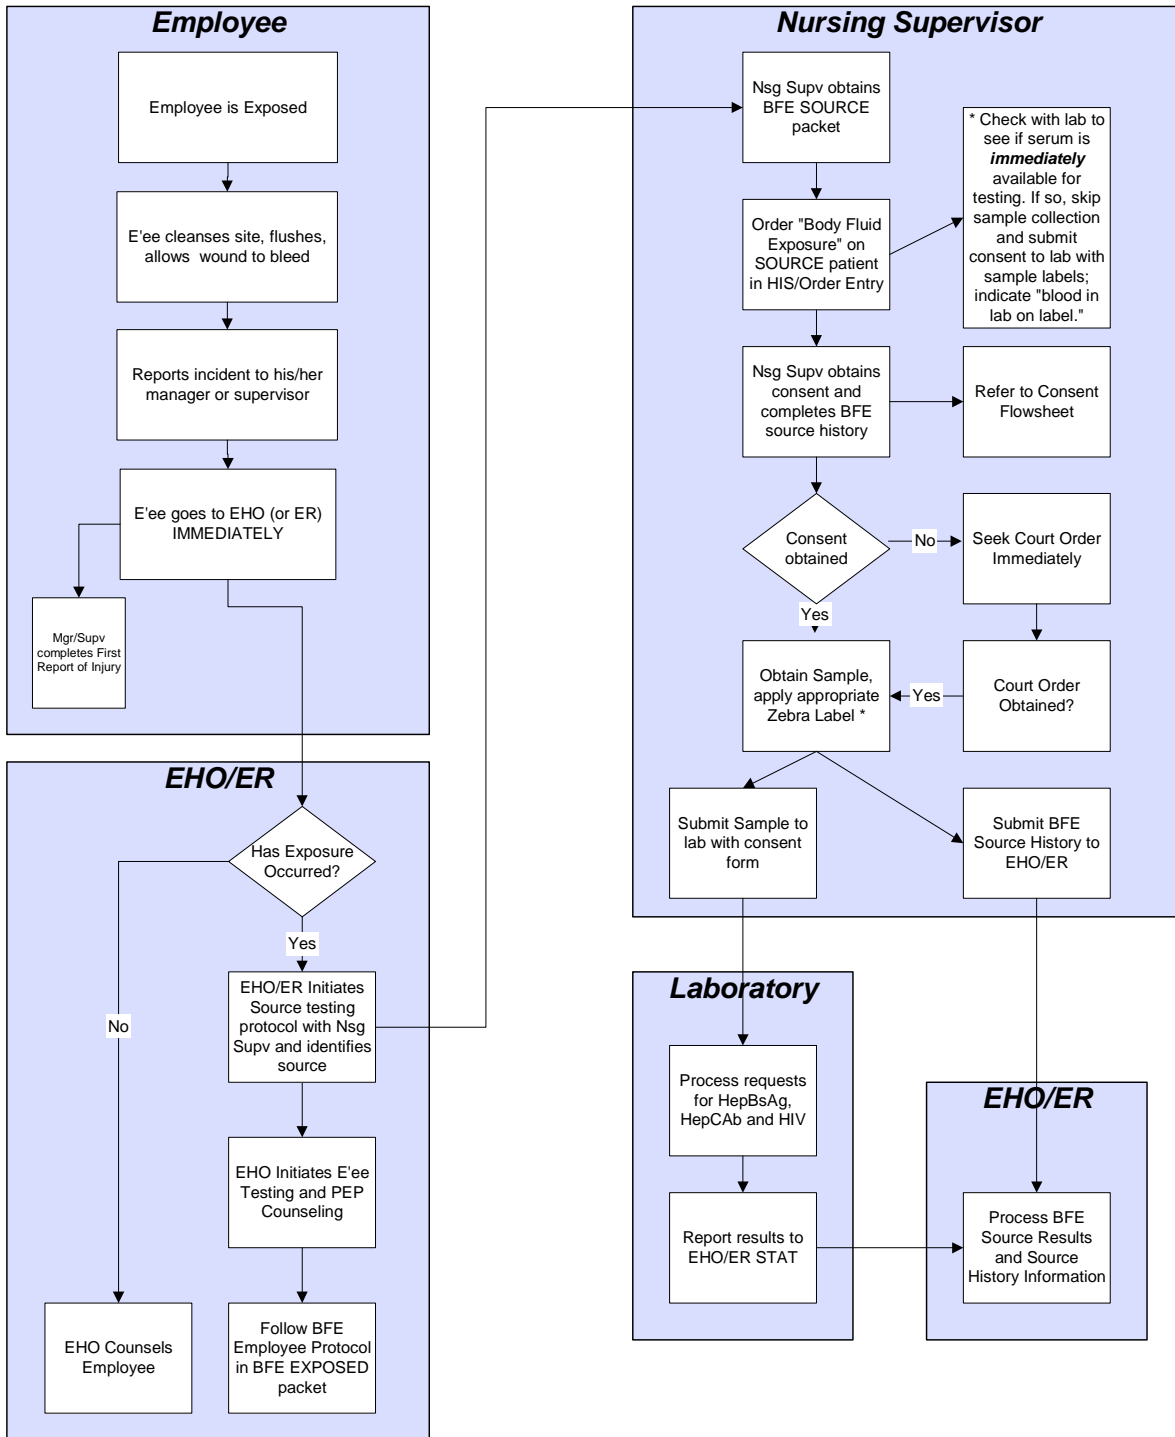 Employee
Employee is Exposed
E'ee cleanses site, flushes,
allows wound to bleed
Reports incident to his/her
manager or supervisor
E'ee goes to EHO (or ER)
IMMEDIATELY
Mgr/Supv
completes First
Report of Injury
EHO/ER
Has Exposure
Occurred?
Yes
No
EHO/ER Initiates
Source testing
protocol with Nsg
Supv and identifies
source
EHO Initiates E'ee
Testing and PEP
Counseling
EHO Counsels
Employee
Follow BFE
Employee Protocol
in BFE EXPOSED
packet
Nursing Supervisor
Nsg Supv obtains
BFE SOURCE
packet
* Check with lab to
see if serum is
immediately
available for
testing. If so, skip
sample collection
and submit
consent to lab with
sample labels;
indicate "blood in
lab on label."
Order "Body Fluid
Exposure" on
SOURCE patient
in HIS/Order Entry
Nsg Supv obtains
consent and
completes BFE
source history
Refer to Consent
Flowsheet
Consent
obtained
No
Seek Court Order
Immediately
Yes
Obtain Sample,
apply appropriate
Zebra Label *
Yes
Court Order
Obtained?
Submit Sample to
lab with consent
form
Submit BFE
Source History to
EHO/ER
Laboratory
Process requests
for HepBsAg,
HepCAb and HIV
Report results to
EHO/ER STAT
EHO/ER
Process BFE
Source Results
and Source
History Information